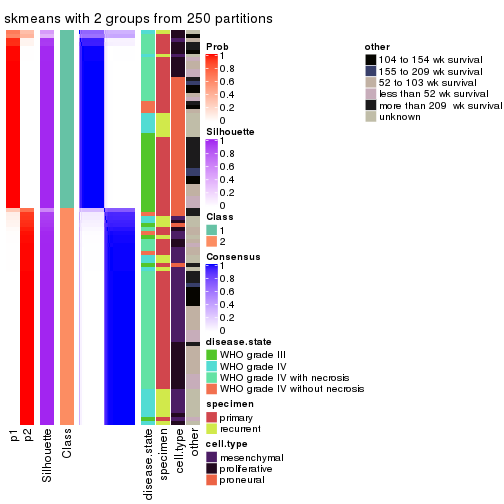 skmeans with 2 groups from 250 partitions
Prob
1
0.8
0.6
0.4
0.2
0
Silhouette
1
0.8
0.6
0.4
0.2
0
Class
1
2
Consensus
1
0.8
0.6
0.4
0.2
0
disease.state
WHO grade III
WHO grade IV
WHO grade IV with necrosis
WHO grade IV without necrosis
specimen
primary
recurrent
cell.type
mesenchymal
proliferative
proneural
other
104 to 154 wk survival
155 to 209 wk survival
52 to 103 wk survival
less than 52 wk survival
more than 209  wk survival
unknown
p1
p2
Silhouette
Class
disease.state
specimen
cell.type
other